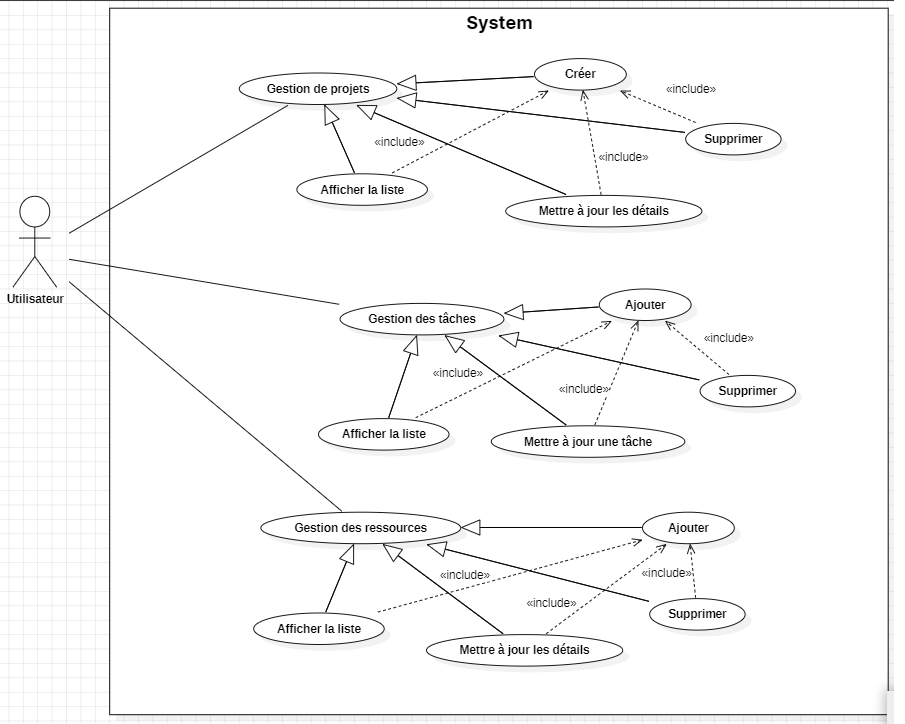 System
Créer
Gestion de projets
«include»
Supprimer
«include»
«include»
Afficher la liste
Mettre à jour les détails
Utilisateur
Ajouter
Gestion des tâches
«include»
«include»
«include»
Supprimer
Afficher la liste
Mettre à jour une tâche
Gestion des ressources
Ajouter
«include»
«include»
«include»
Supprimer
Afficher la liste
Mettre à jour les détails